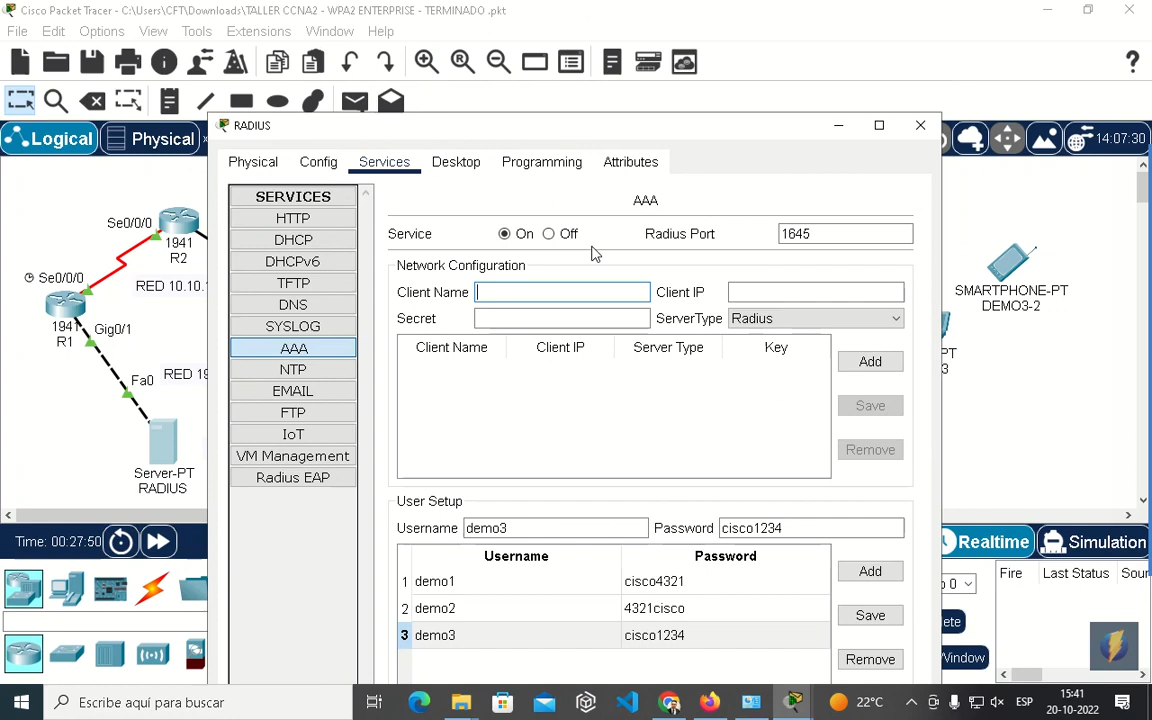 Cisco Packet Tracer - C:\Users\CFT\Downloads\TALLER CCNA2 - WPA2 ENTERPRISE - TERMINADO .pkt
File Edit Options View Tools Extensions Window Help
Logical Physical
14:07:30
RADIUS
Physical Config Services Desktop Programming Attributes
SERVICES
HTTP
DHCP
DHCPv6
TFTP
DNS
SYSLOG
AAA
NTP
EMAIL
FTP
IoT
VM Management
Radius EAP
AAA
Service On Off Radius Port 1645
Network Configuration
Client Name Client IP
Secret ServerType Radius
Client Name Client IP Server Type Key
Add
Save
Remove
User Setup
Username demo3 Password cisco1234
Username Password
1 demo1 cisco4321
2 demo2 4321cisco
3 demo3 cisco1234
Add
Save
Remove
Se0/0/0
1941
R2
Se0/0/0
RED 10.10.1
1941
R1
Gig0/1
Fa0
RED 19
Server-PT
RADIUS
SMARTPHONE-PT
DEMO3-2
PT
3
Time: 00:27:50
Realtime Simulation
0
Fire Last Status Sour
ete
Window
Escribe aquí para buscar
22°C
ESP
15:41
20-10-2022